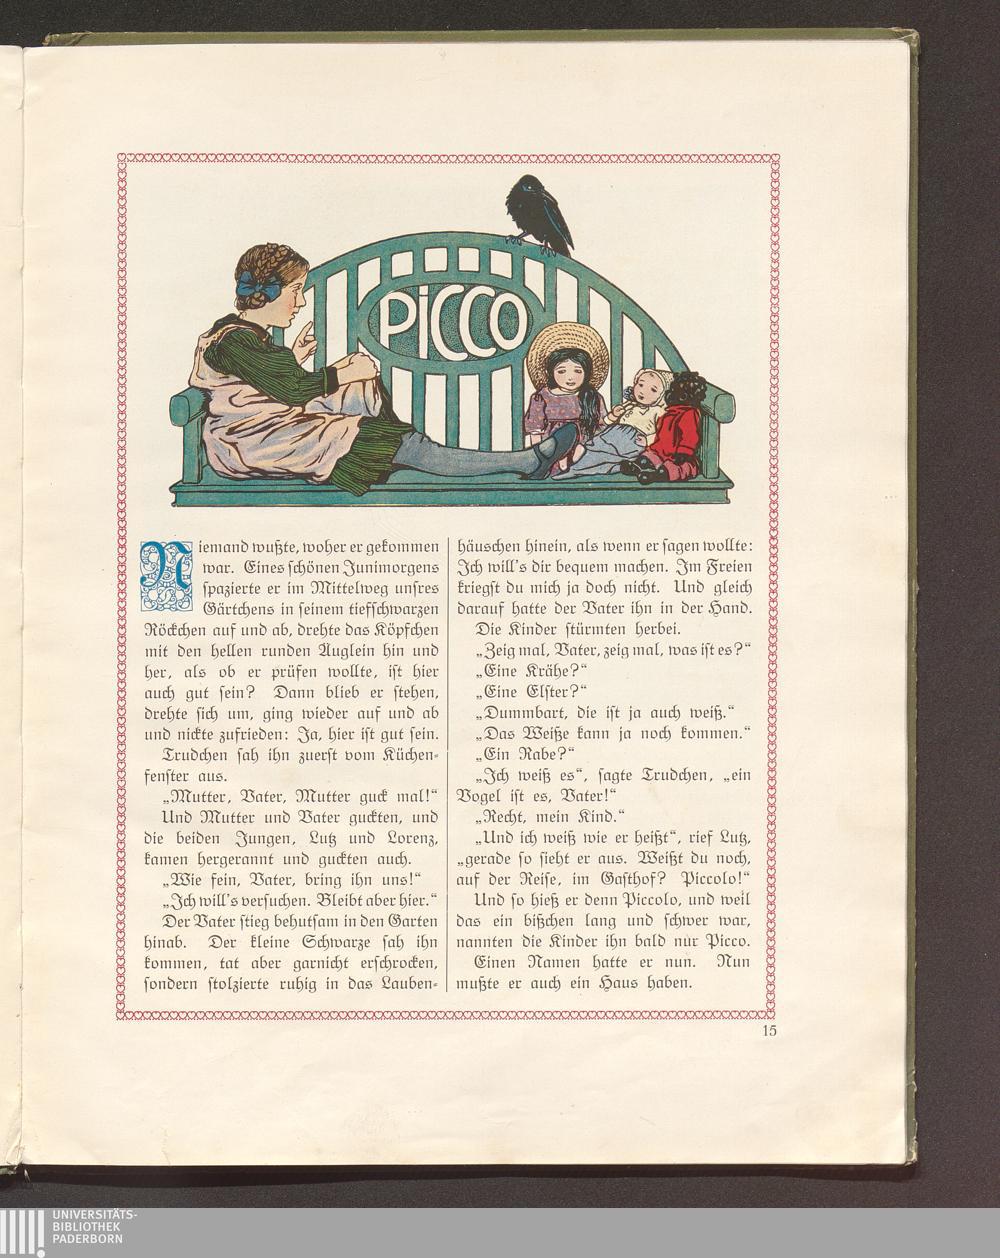 PiCCO
Niemand wußte, woher er gekommen
war. Eines schönen Junimorgens
spazierte er im Mittelweg unsres
Gärtchens in seinem tiefschwarzen
Röckchen auf und ab, drehte das Köpfchen
mit den hellen runden Äuglein hin und
her, als ob er prüfen wollte, ist hier
auch gut sein? Dann blieb er stehen,
drehte sich um, ging wieder auf und ab
und nickte zufrieden: Ja, hier ist gut sein.
Trudchen sah ihn zuerst vom Küchen-
fenster aus.
„Mutter, Vater, Mutter guck mal!“
Und Mutter und Vater guckten, und
die beiden Jungen, Lutz und Lorenz,
kamen hergerannt und guckten auch.
„Wie fein, Vater, bring ihn uns!“
„Ich will's versuchen. Bleibt aber hier.“
Der Vater stieg behutsam in den Garten
hinab. Der kleine Schwarze sah ihn
kommen, tat aber garnicht erschrocken,
sondern stolzierte ruhig in das Lauben-
häuschen hinein, als wenn er sagen wollte:
Ich will's dir bequem machen. Im Freien
kriegst du mich ja doch nicht. Und gleich
darauf hatte der Vater ihn in der Hand.
Die Kinder stürmten herbei.
„Zeig mal, Vater, zeig mal, was ist es?“
„Eine Krähe?“
„Eine Elster?“
„Dummbart, die ist ja auch weiß.“
„Das Weiße kann ja noch kommen.“
„Ein Rabe?“
„Ich weiß es“, sagte Trudchen, „ein
Vogel ist es, Vater!“
„Recht, mein Kind.“
„Und ich weiß wie er heißt“, rief Lutz,
„gerade so sieht er aus. Weißt du noch,
auf der Reise, im Gasthof? Piccolo!“
Und so hieß er denn Piccolo, und weil
das ein bißchen lang und schwer war,
nannten die Kinder ihn bald nur Picco.
Einen Namen hatte er nun. Nun
mußte er auch ein Haus haben.
15
UNIVERSITÄTS-
BIBLIOTHEK
PADERBORN